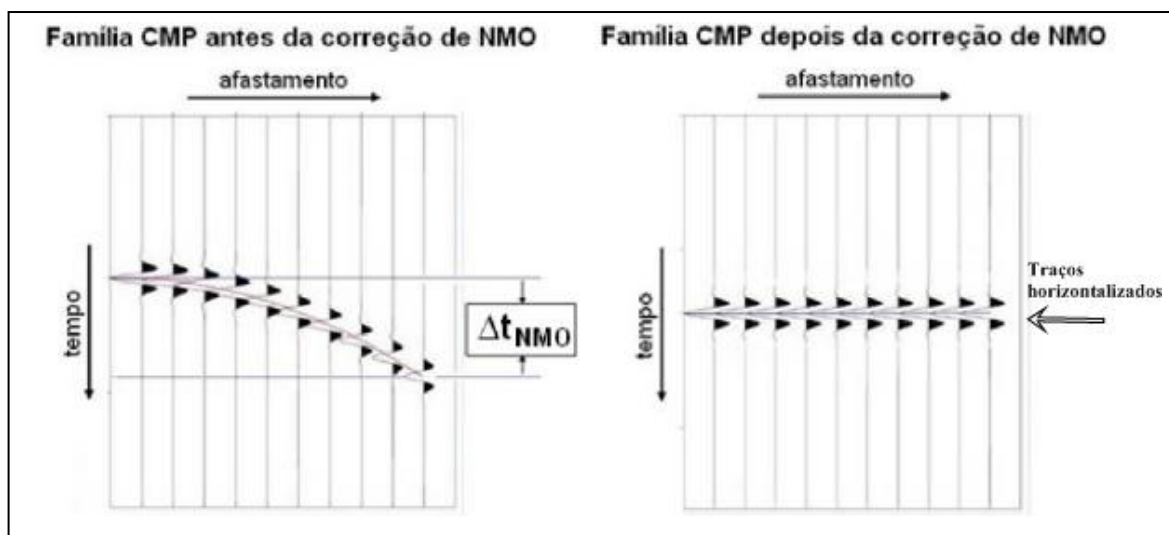 Família CMP antes da correção de NMO
afastamento
tempo
Δt NMO
Família CMP depois da correção de NMO
afastamento
tempo
Traços
horizontalizados